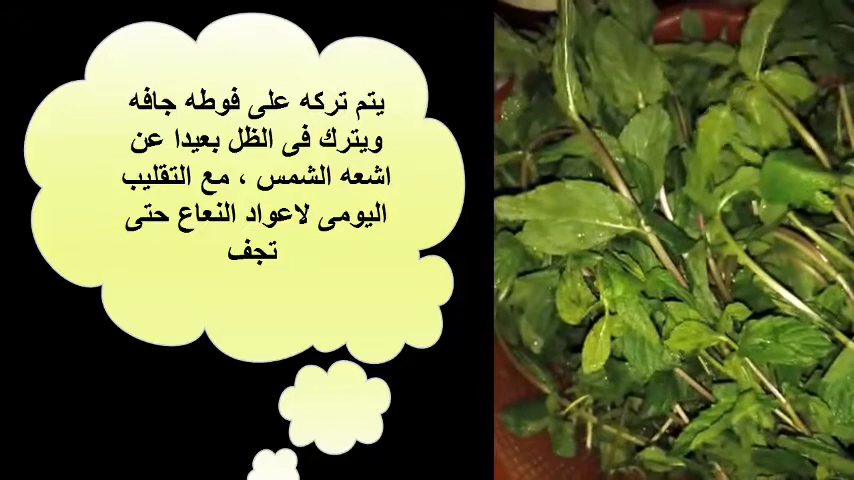 يتم تركه على فوطه جافه
ويترك فى الظل بعيدا عن
اشعه الشمس ، مع التقليب
اليومى لاعواد النعاع حتى
تجف